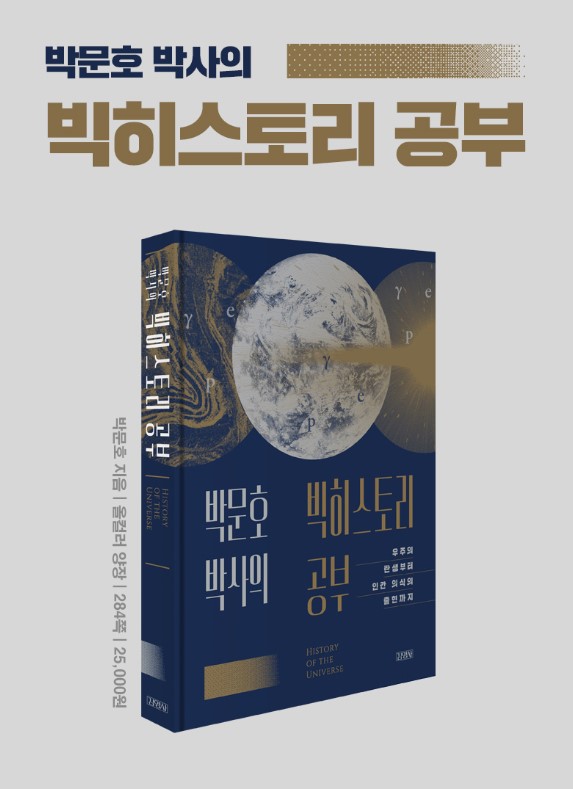 박문호 박사의
빅히스토리 공부
박문호 박사의 빅히스토리 공부
HISTORY
OF THE
UNIVERSE
김영사
γ e
p
γ e
p
γ e
p
박문호
박사의
빅히스토리
공부
우주의
탄생부터
인간 의식의
출현까지
HISTORY
OF THE
UNIVERSE
김영사
박문호 지음 | 올컬러 양장 | 284쪽 | 25,000원